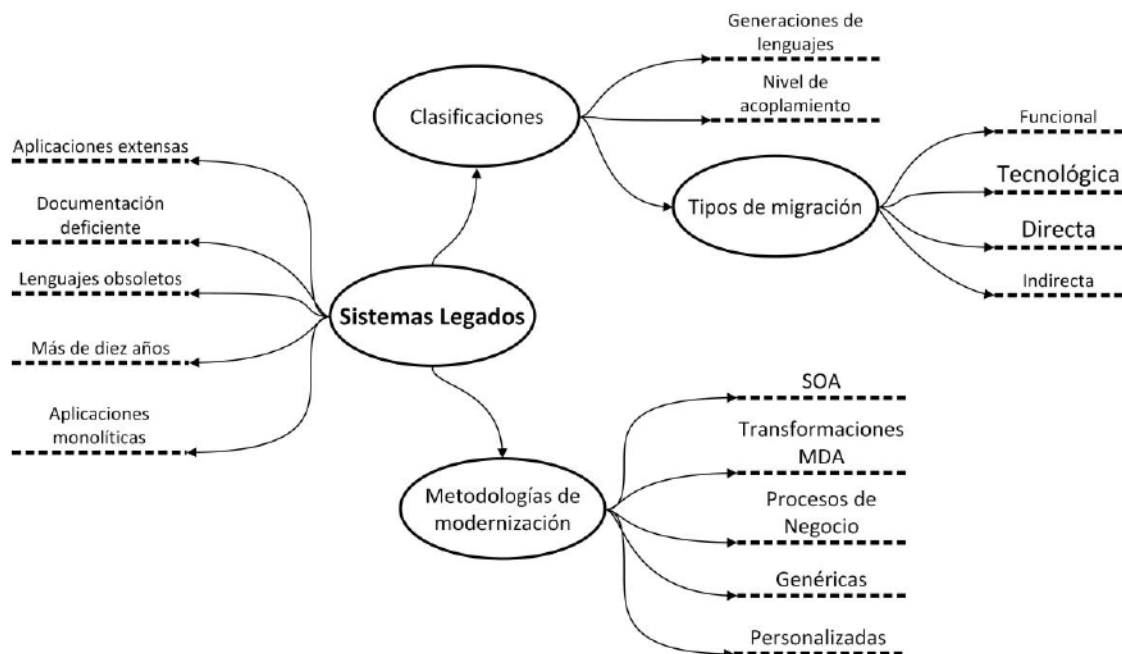 Generaciones de
lenguajes
Nivel de
acoplamiento
Clasificaciones
Funcional
Tecnológica
Tipos de migración
Directa
Indirecta
Aplicaciones extensas
Documentación
deficiente
Lenguajes obsoletos
Sistemas Legados
Más de diez años
Aplicaciones
monolíticas
SOA
Transformaciones
MDA
Metodologías de
modernización
Procesos de
Negocio
Genéricas
Personalizadas